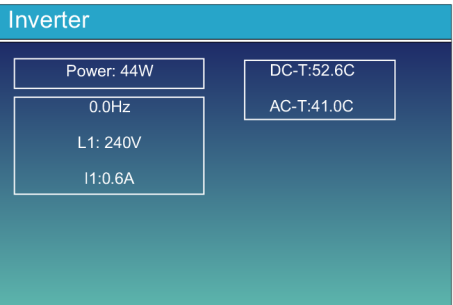 Inverter
Power: 44W
0.0Hz
L1: 240V
I1:0.6A
DC-T:52.6C
AC-T:41.0C